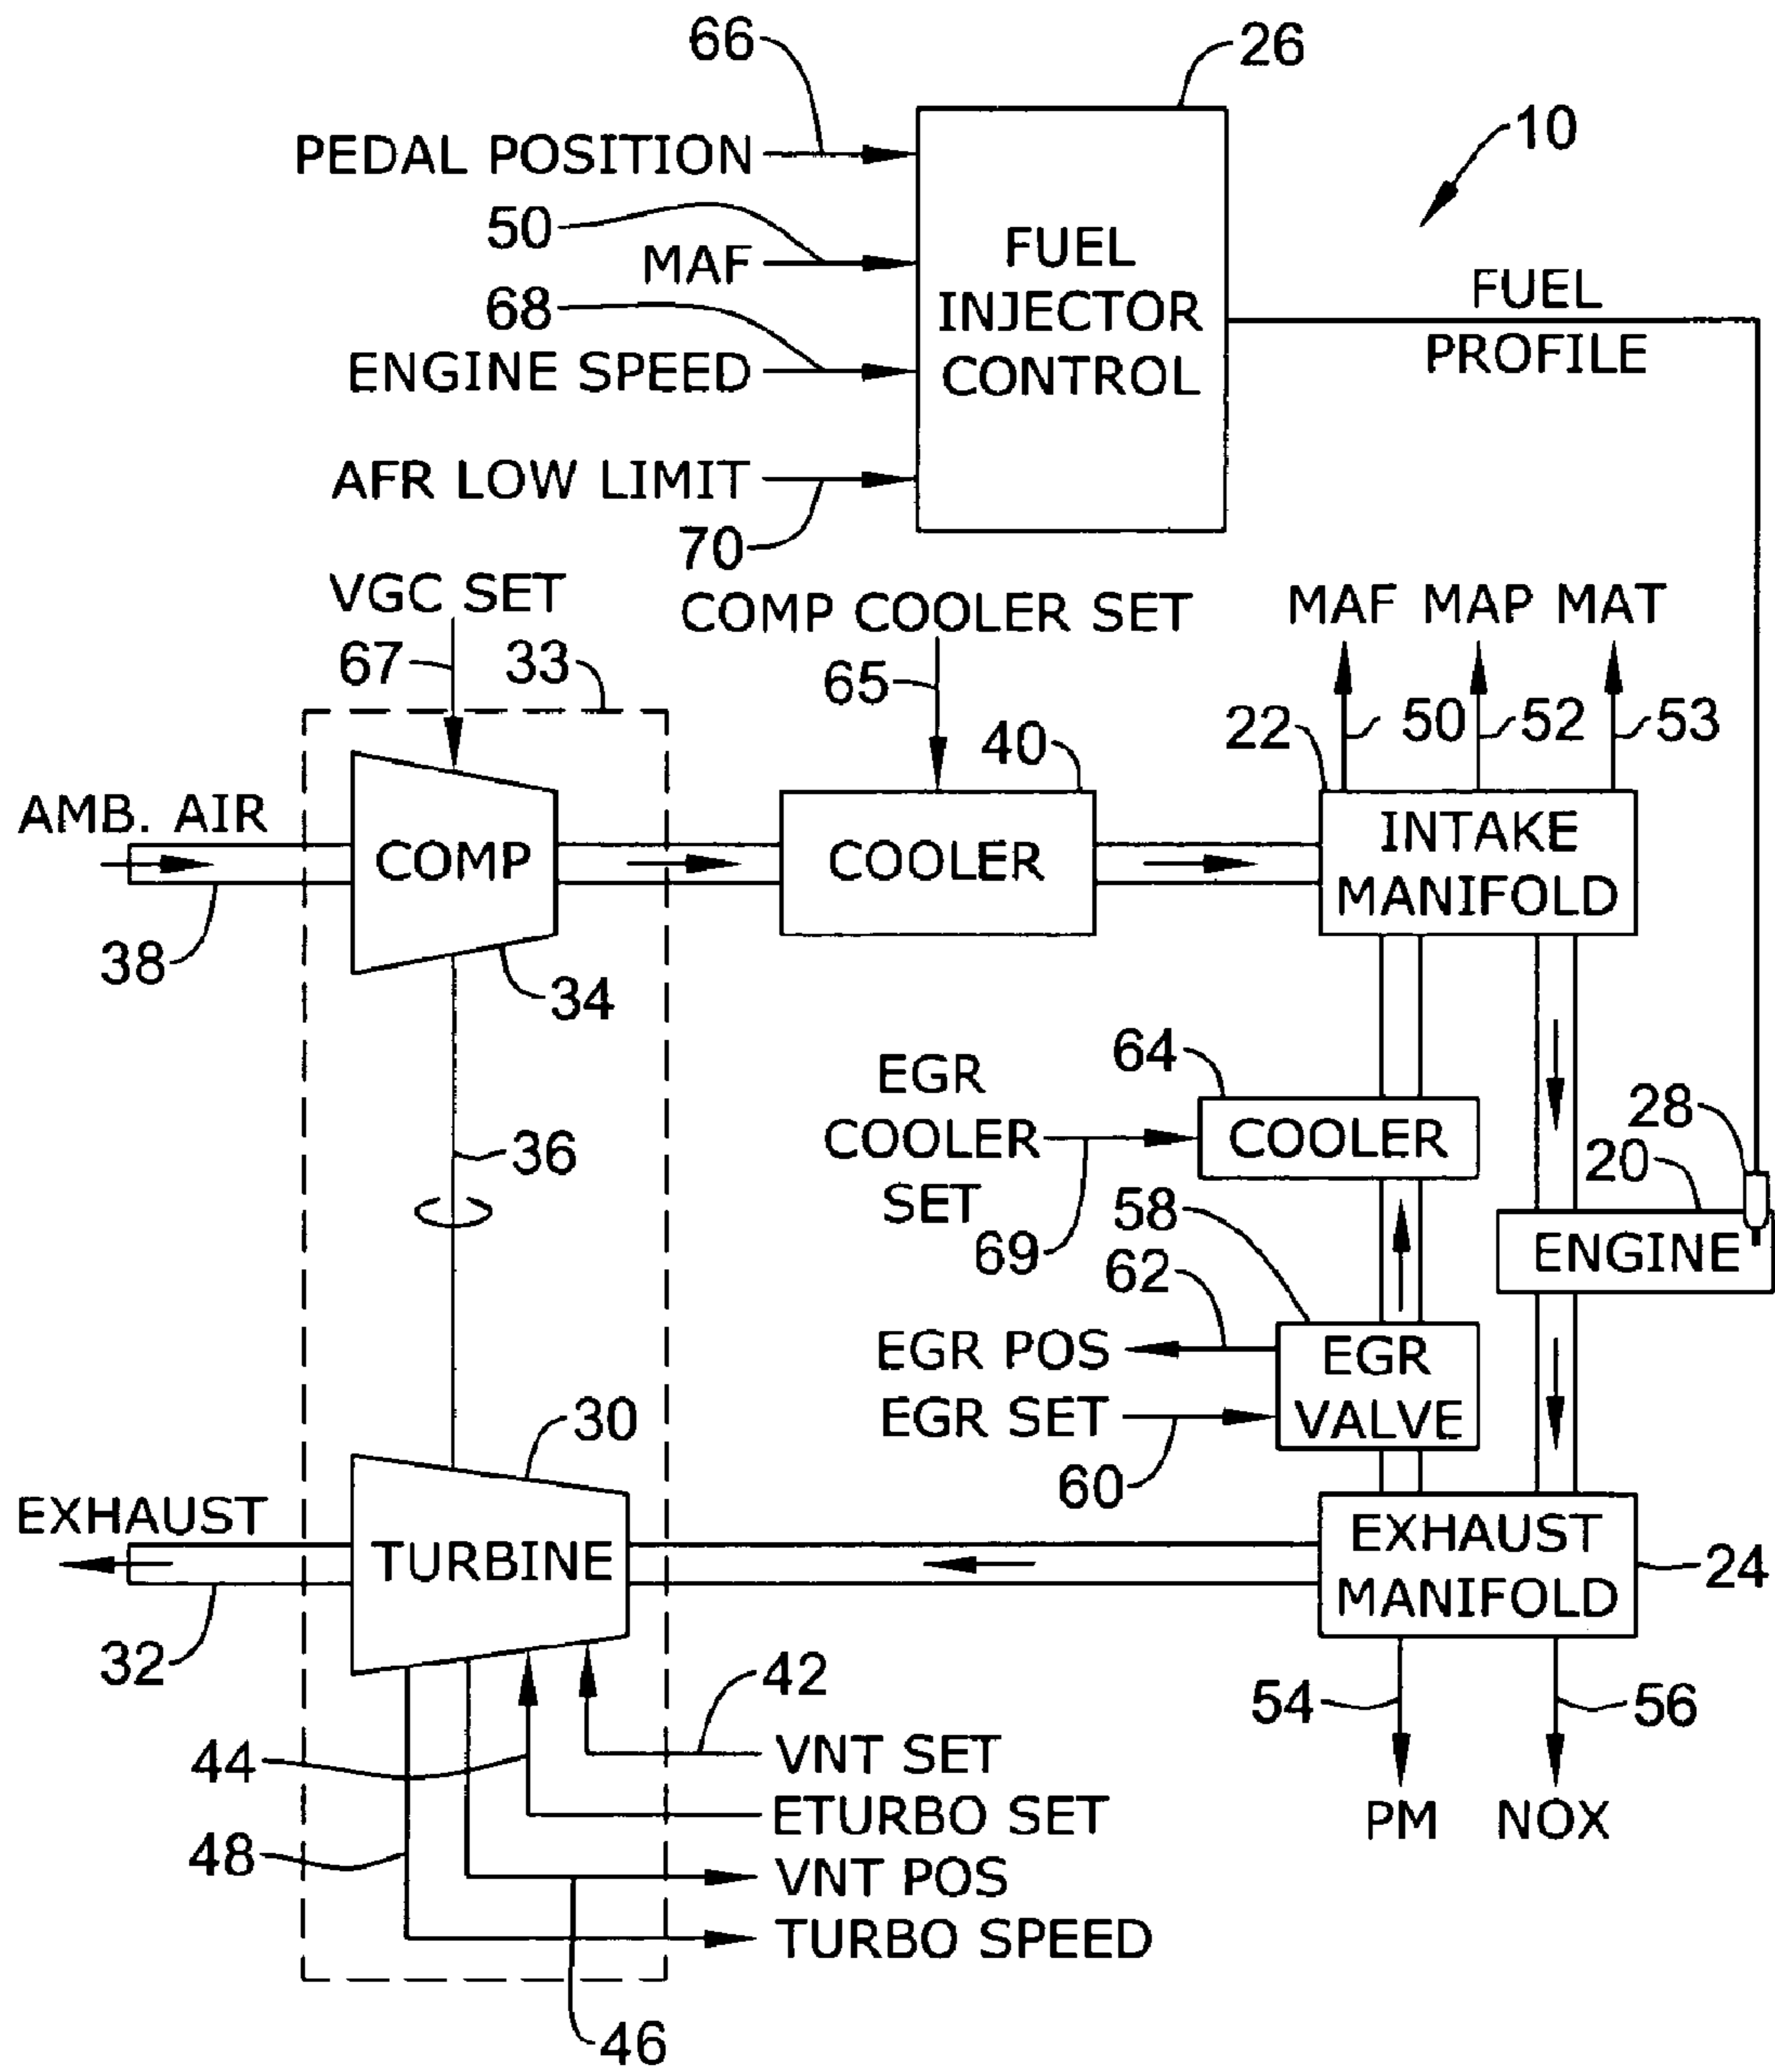 66
26
10
PEDAL POSITION
50
MAF
68
ENGINE SPEED
AFR LOW LIMIT
70
FUEL
INJECTOR
CONTROL
FUEL
PROFILE
VGC SET
67
33
COMP COOLER SET
65
40
MAF MAP MAT
22
50
52
53
AMB. AIR
COMP
COOLER
INTAKE
MANIFOLD
38
34
36
EGR
COOLER
SET
69
64
COOLER
28
20
ENGINE
58
62
EGR POS
EGR SET
60
EGR
VALVE
30
EXHAUST
TURBINE
32
EXHAUST
MANIFOLD
24
54
56
PM
NOX
42
44
48
VNT SET
ETURBO SET
VNT POS
TURBO SPEED
46